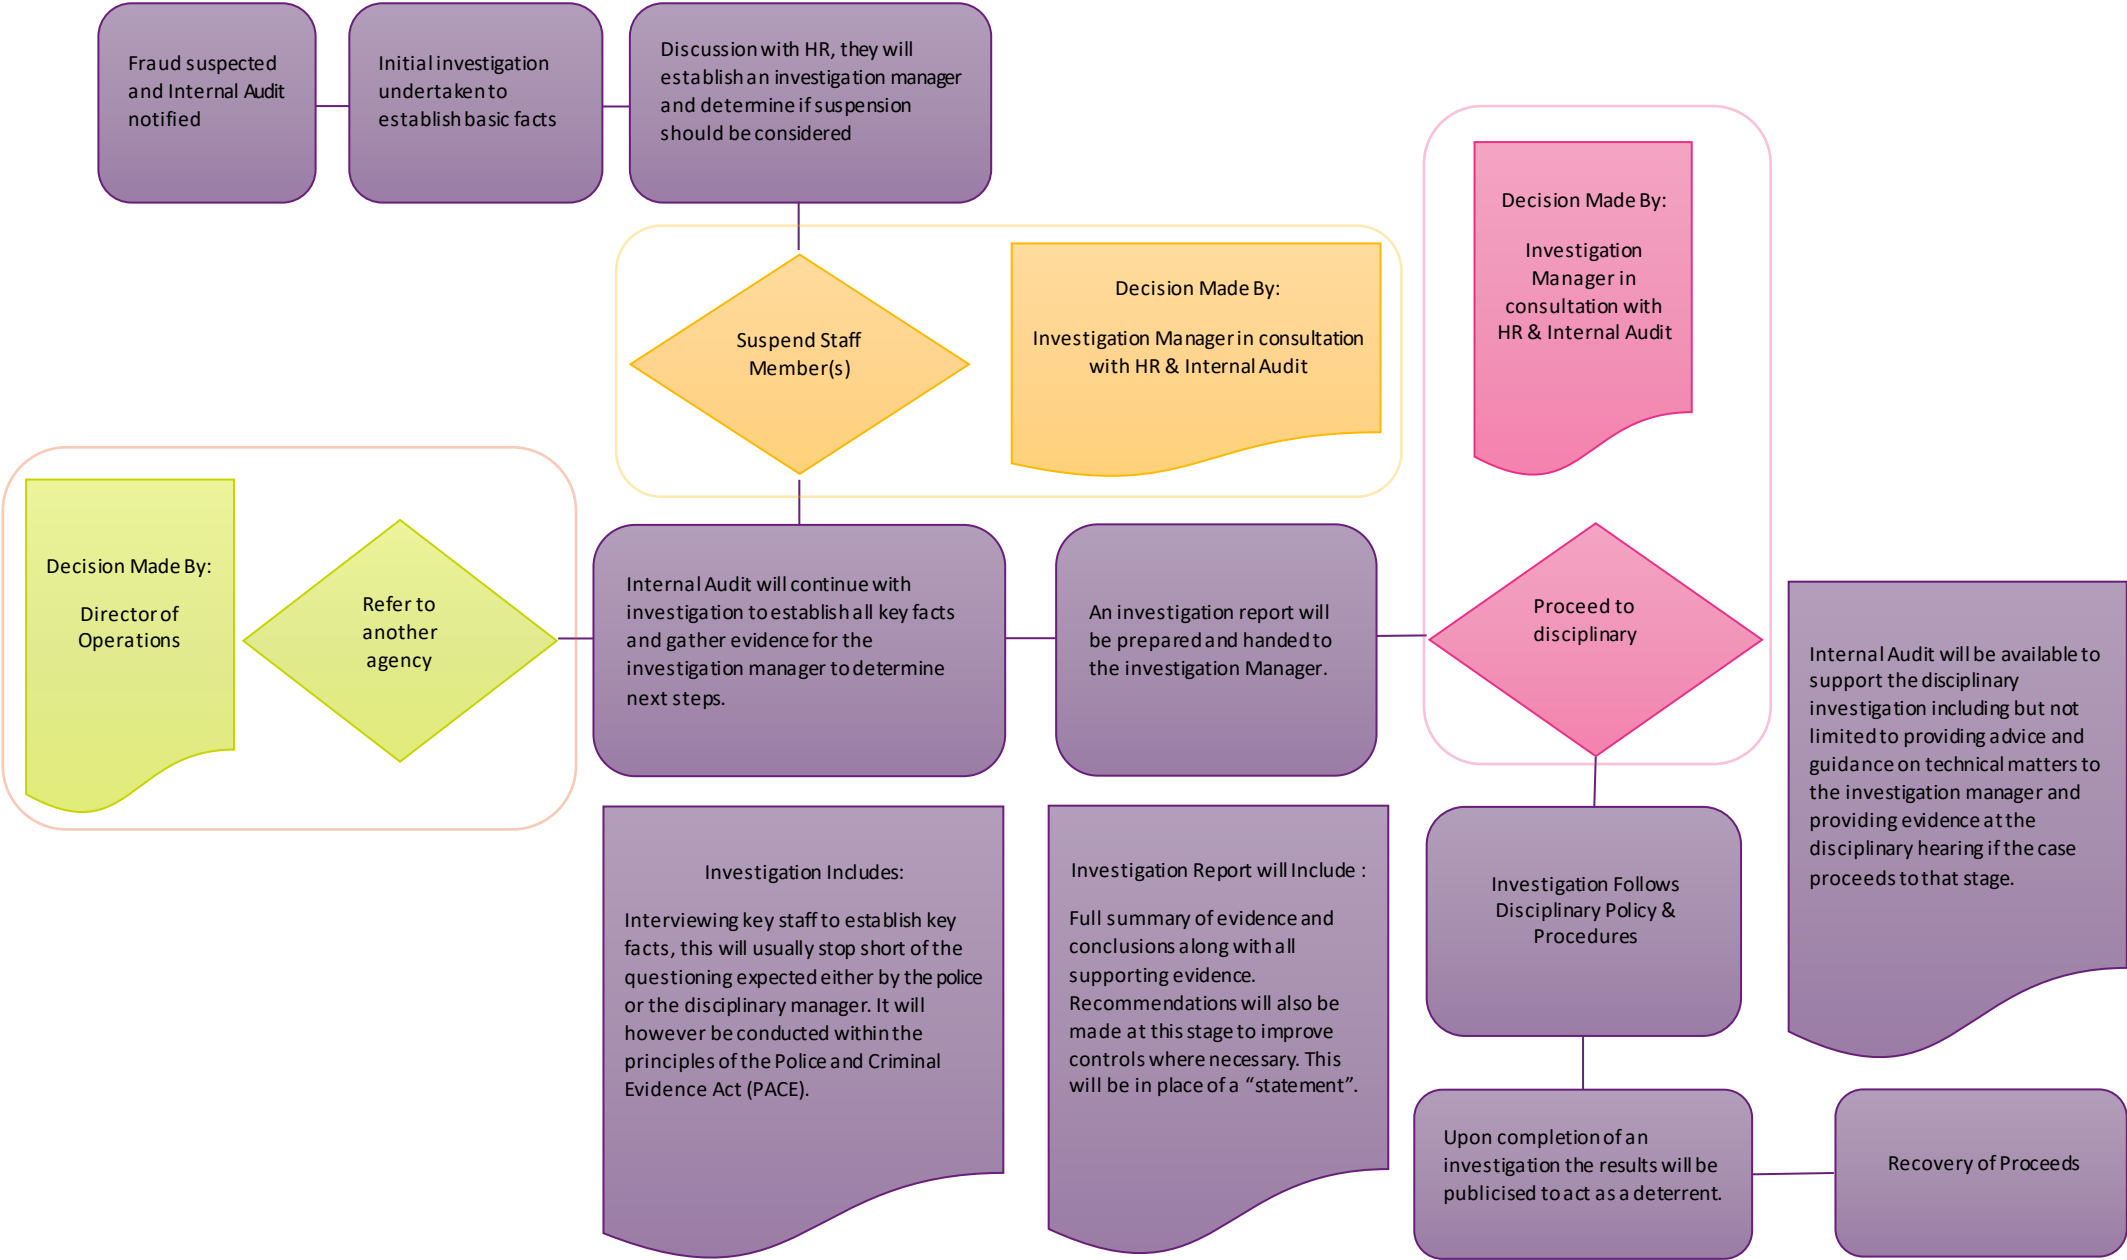 Fraud suspected
and Internal Audit
notified
Initial investigation
undertaken to
establish basic facts
Discussion with HR, they will
establish an investigation manager
and determine if suspension
should be considered
Suspend Staff
Member(s)
Decision Made By:
Investigation Manager in consultation
with HR & Internal Audit
Decision Made By:
Investigation
Manager in
consultation with
HR & Internal Audit
Decision Made By:
Director of
Operations
Refer to
another
agency
Internal Audit will continue with
investigation to establish all key facts
and gather evidence for the
investigation manager to determine
next steps.
An investigation report will
be prepared and handed to
the investigation Manager.
Proceed to
disciplinary
Internal Audit will be available to
support the disciplinary
investigation including but not
limited to providing advice and
guidance on technical matters to
the investigation manager and
providing evidence at the
disciplinary hearing if the case
proceeds to that stage.
Investigation Includes:
Interviewing key staff to establish key
facts, this will usually stop short of the
questioning expected either by the police
or the disciplinary manager. It will
however be conducted within the
principles of the Police and Criminal
Evidence Act (PACE).
Investigation Report will Include :
Full summary of evidence and
conclusions along with all
supporting evidence.
Recommendations will also be
made at this stage to improve
controls where necessary. This
will be in place of a “statement”.
Investigation Follows
Disciplinary Policy &
Procedures
Upon completion of an
investigation the results will be
publicised to act as a deterrent.
Recovery of Proceeds